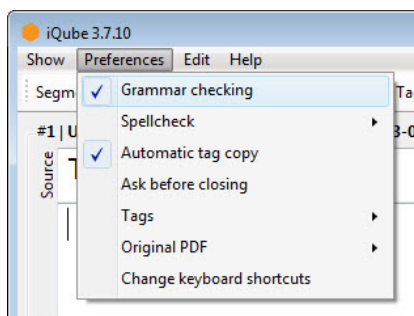 iQube 3.7.10
Show Preferences Edit Help
Grammar checking
#1 |
Spellcheck
Source
Automatic tag copy
Ask before closing
Tags
Original PDF
Change keyboard shortcuts